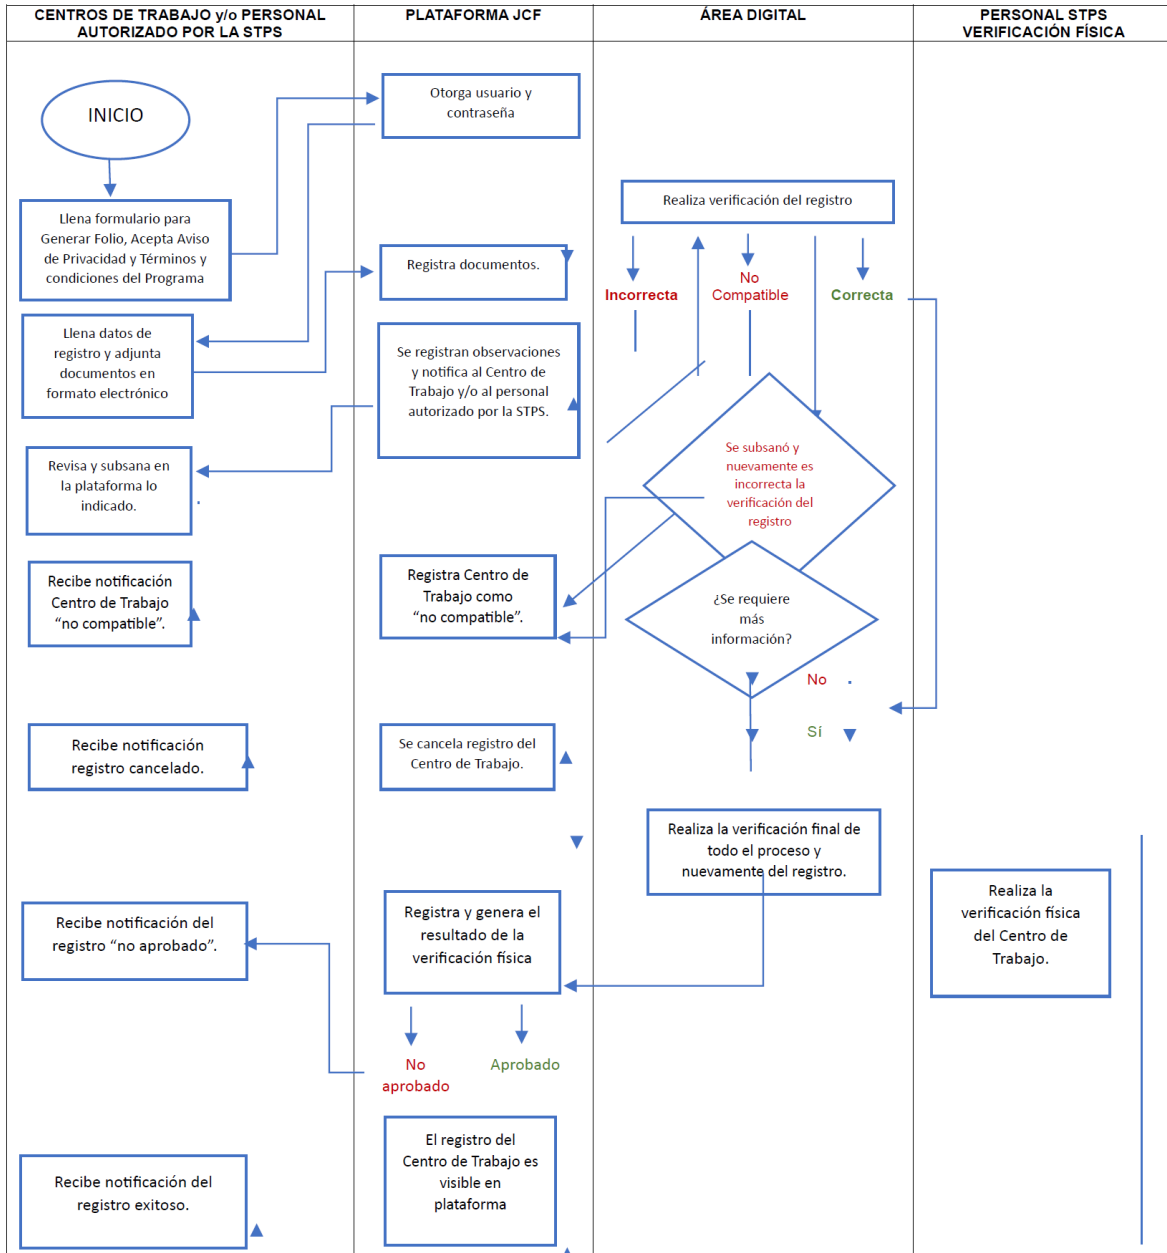 CENTROS DE TRABAJO y/o PERSONAL
AUTORIZADO POR LA STPS
PLATAFORMA JCF
ÁREA DIGITAL
PERSONAL STPS
VERIFICACIÓN FÍSICA
INICIO
Otorga usuario y
contraseña
Llena formulario para
Generar Folio, Acepta Aviso
de Privacidad y Términos y
condiciones del Programa
Realiza verificación del registro
Registra documentos.
Incorrecta
No
Compatible
Correcta
Llena datos de
registro y adjunta
documentos en
formato electrónico
Se registran observaciones
y notifica al Centro de
Trabajo y/o al personal
autorizado por la STPS.
Revisa y subsana en
la plataforma lo
indicado.
Se subsanó y
nuevamente es
incorrecta la
verificación del
registro
Recibe notificación
Centro de Trabajo
“no compatible”.
Registra Centro de
Trabajo como
“no compatible”.
¿Se requiere
más
información?
No
Sí
Recibe notificación
registro cancelado.
Se cancela registro del
Centro de Trabajo.
Realiza la verificación final de
todo el proceso y
nuevamente del registro.
Realiza la
verificación física
del Centro de
Trabajo.
Recibe notificación del
registro “no aprobado”.
Registra y genera el
resultado de la
verificación física
No
aprobado
Aprobado
El registro del
Centro de Trabajo es
visible en
plataforma
Recibe notificación del
registro exitoso.